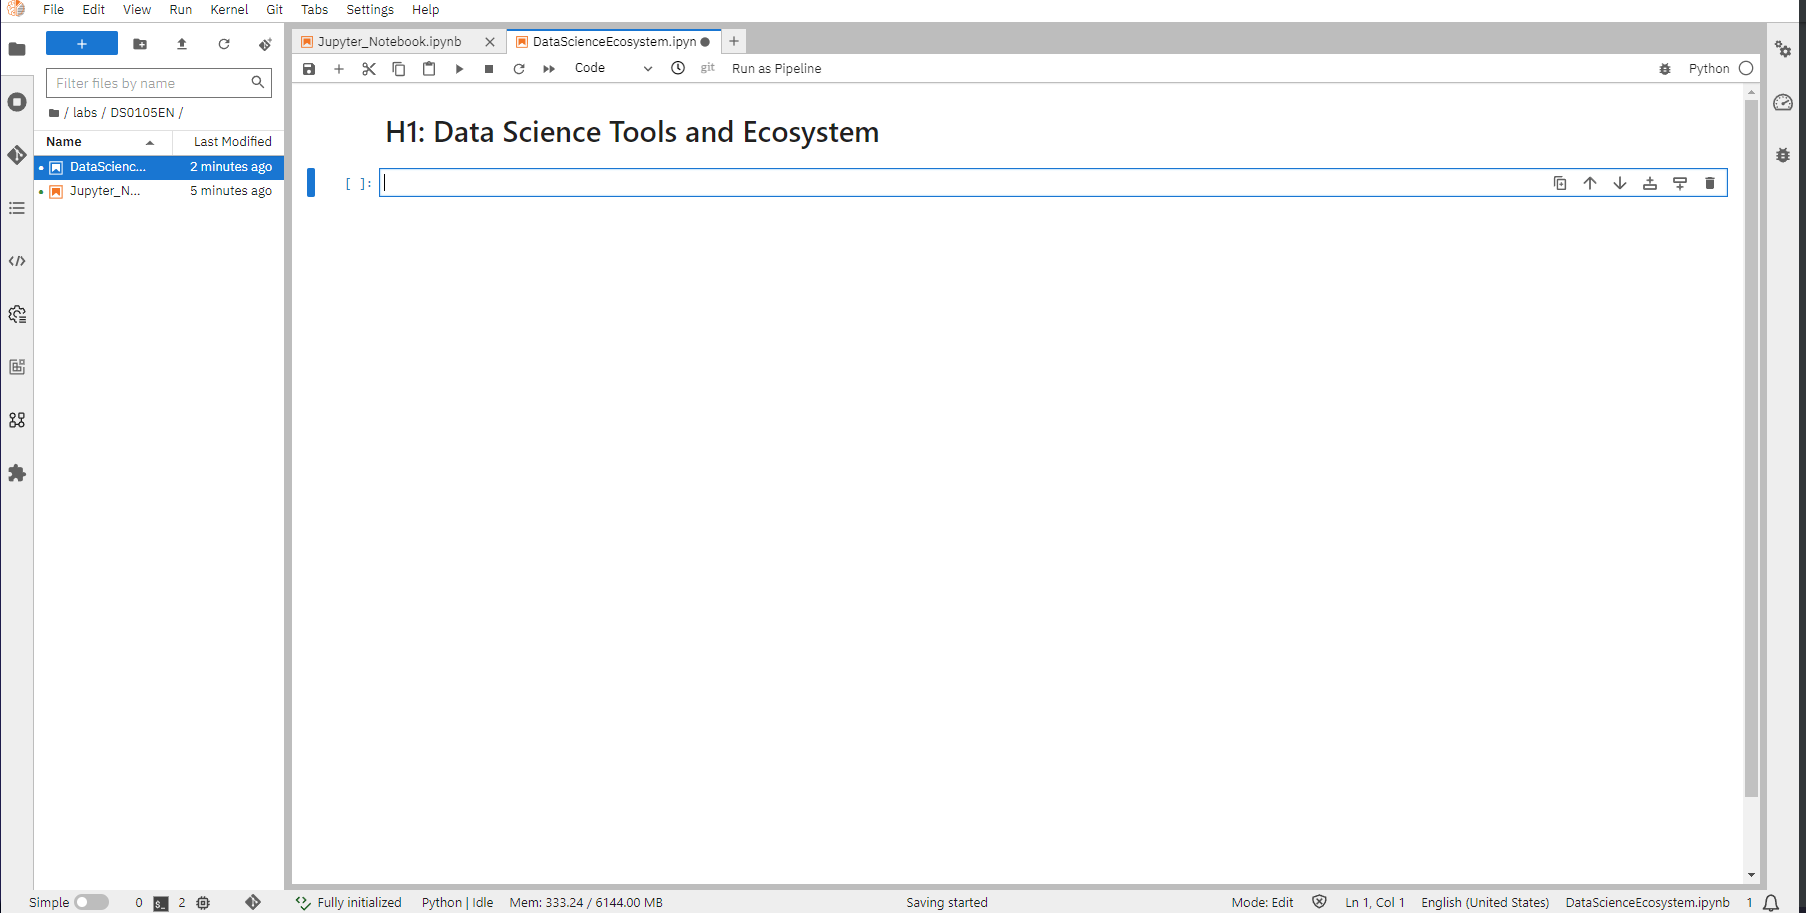 File Edit View Run Kernel Git Tabs Settings Help
+
Filter files by name
/ labs / DS0105EN /
Name Last Modified
DataScienc... 2 minutes ago
Jupyter_N... 5 minutes ago
Jupyter_Notebook.ipynb
DataScienceEcosystem.ipyn
Code git Run as Pipeline Python
H1: Data Science Tools and Ecosystem
[ ]:
Simple 0 $_ 2 Fully initialized Python | Idle Mem: 333.24 / 6144.00 MB Saving started Mode: Edit Ln 1, Col 1 English (United States) DataScienceEcosystem.ipynb 1